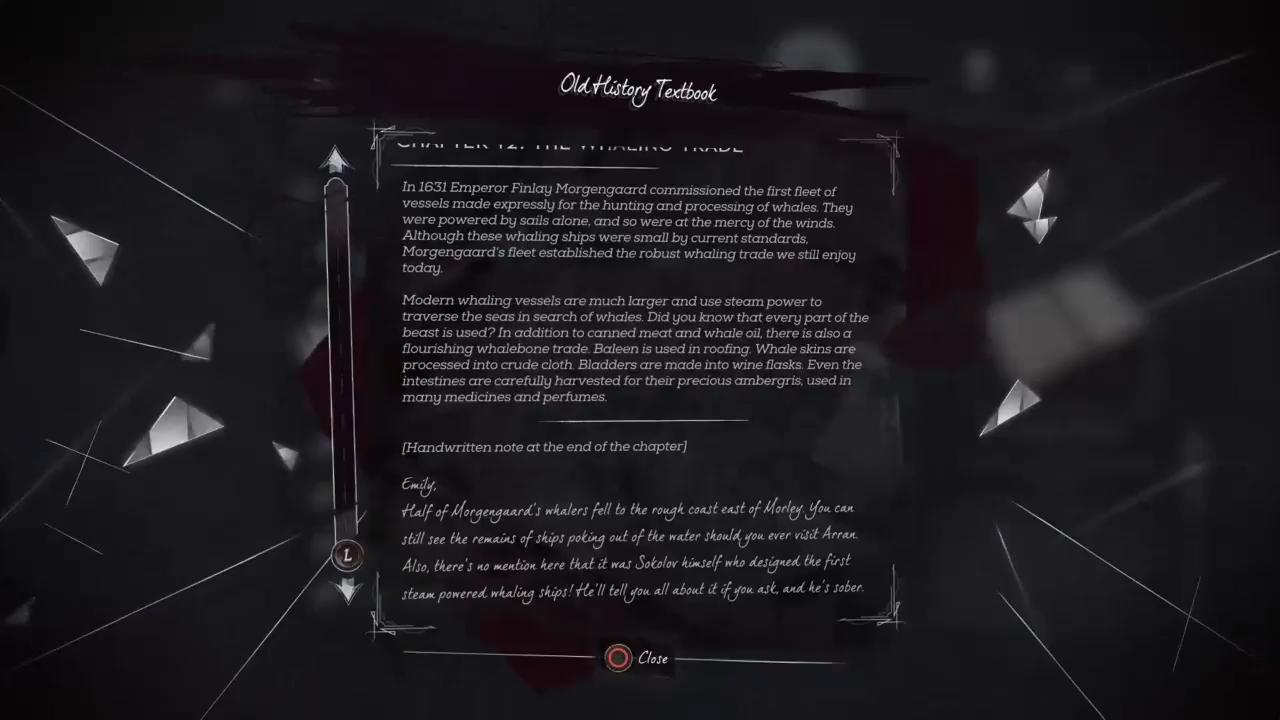 Old History Textbook
CHAPTER 12: THE WHALING TRADE
In 1631 Emperor Finlay Morgengaard commissioned the first fleet of
vessels made expressly for the hunting and processing of whales. They
were powered by sails alone, and so were at the mercy of the winds.
Although these whaling ships were small by current standards,
Morgengaard's fleet established the robust whaling trade we still enjoy
today.
Modern whaling vessels are much larger and use steam power to
traverse the seas in search of whales. Did you know that every part of the
beast is used? In addition to canned meat and whale oil, there is also a
flourishing whalebone trade. Baleen is used in roofing. Whale skins are
processed into crude cloth. Bladders are made into wine flasks. Even the
intestines are carefully harvested for their precious ambergris, used in
many medicines and perfumes.
[Handwritten note at the end of the chapter]
Emily,
Half of Morgengaard's whalers fell to the rough coast east of Morley. You can
still see the remains of ships poking out of the water should you ever visit Arran.
Also, there's no mention here that it was Sokolov himself who designed the first
steam powered whaling ships! He'll tell you all about it if you ask, and he's sober.
L
Close